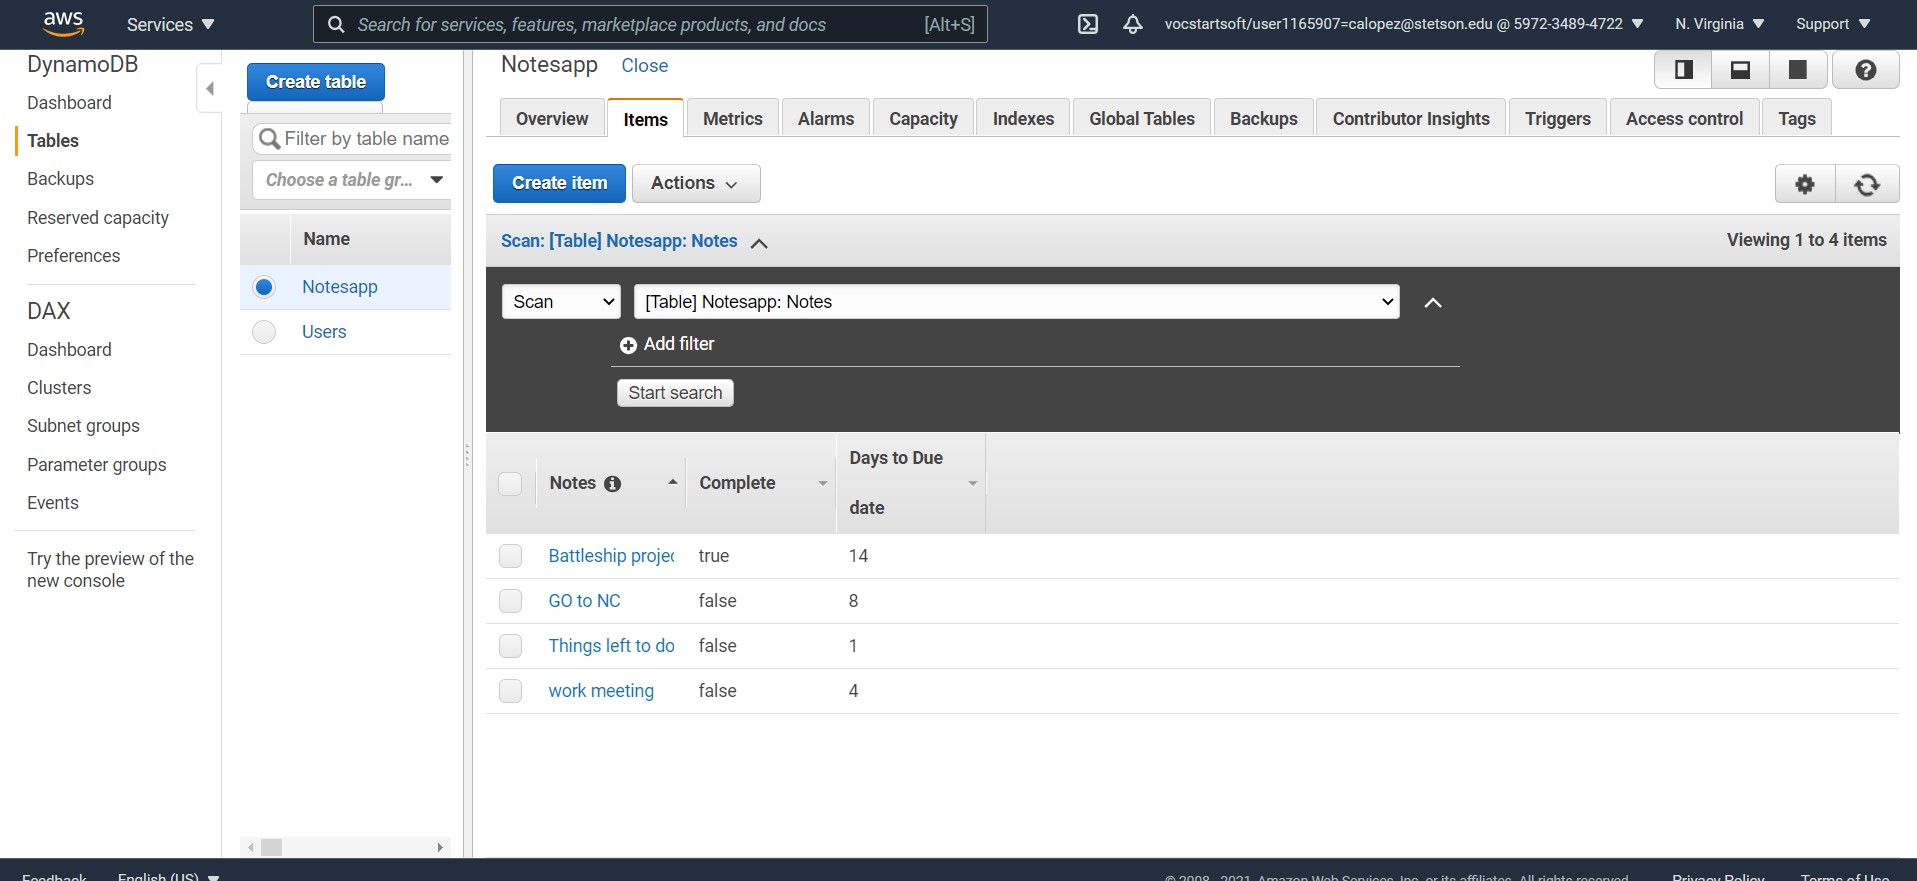 aws
Services
Search for services, features, marketplace products, and docs [Alt+S]
vocstartsoft/user1165907=calopez@stetson.edu @ 5972-3489-4722
N. Virginia
Support
DynamoDB
Dashboard
Tables
Backups
Reserved capacity
Preferences
DAX
Dashboard
Clusters
Subnet groups
Parameter groups
Events
Try the preview of the
new console
Create table
Filter by table name
Choose a table gr...
Name
Notesapp
Users
Notesapp Close
Overview Items Metrics Alarms Capacity Indexes Global Tables Backups Contributor Insights Triggers Access control Tags
Create item Actions
Scan: [Table] Notesapp: Notes
Viewing 1 to 4 items
Scan [Table] Notesapp: Notes
Add filter
Start search
Notes Complete Days to Due
date
Battleship projec true 14
GO to NC false 8
Things left to do false 1
work meeting false 4
Feedback English (US)
© 2008 - 2021, Amazon Web Services, Inc. or its affiliates. All rights reserved.
Privacy Policy Terms of Use